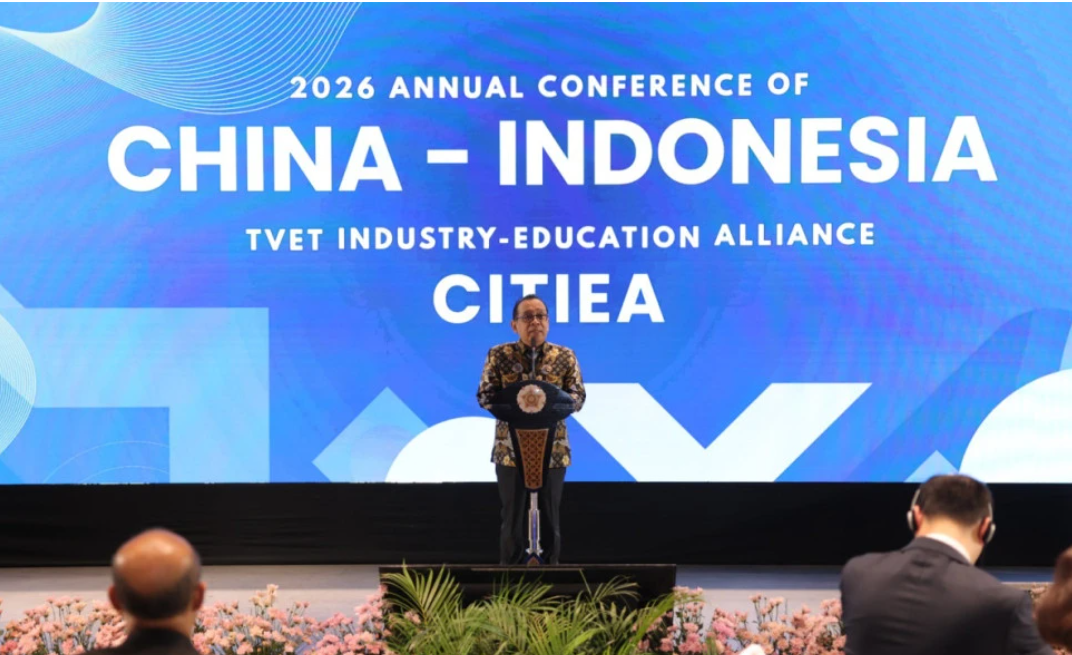 2026 ANNUAL CONFERENCE OF
CHINA – INDONESIA
TVET INDUSTRY-EDUCATION ALLIANCE
CITIEA